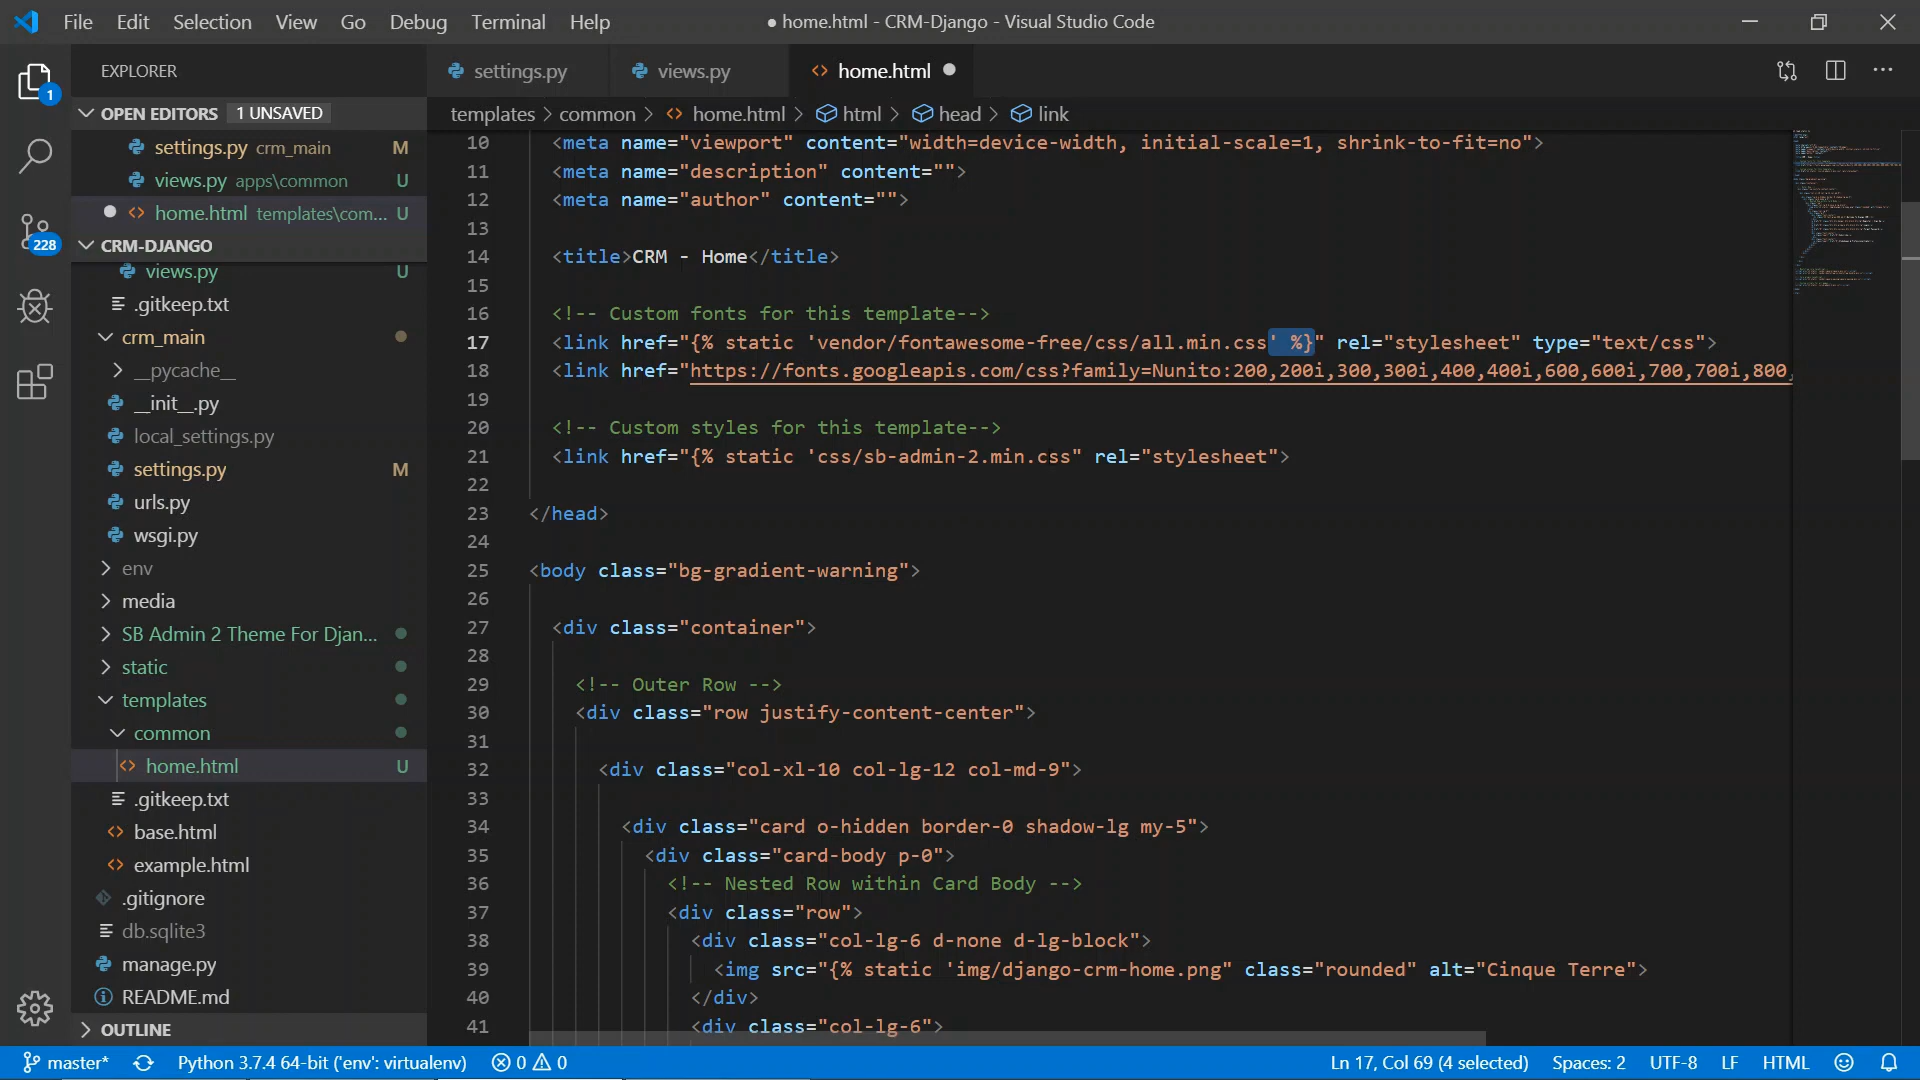 File Edit Selection View Go Debug Terminal Help
● home.html - CRM-Django - Visual Studio Code
EXPLORER
settings.py
views.py
<> home.html ●
1
OPEN EDITORS 1 UNSAVED
settings.py crm_main M
views.py apps\common U
● <> home.html templates\com... U
228
CRM-DJANGO
views.py U
.gitkeep.txt
crm_main
__pycache__
__init__.py
local_settings.py
settings.py M
urls.py
wsgi.py
env
media
SB Admin 2 Theme For Djan...
static
templates
common
<> home.html U
.gitkeep.txt
<> base.html
<> example.html
.gitignore
db.sqlite3
manage.py
README.md
OUTLINE
templates > common > <> home.html > html > head > link
10 <meta name="viewport" content="width=device-width, initial-scale=1, shrink-to-fit=no">
11 <meta name="description" content="">
12 <meta name="author" content="">
13
14 <title>CRM - Home</title>
15
16 <!-- Custom fonts for this template-->
17 <link href="{% static 'vendor/fontawesome-free/css/all.min.css' %}" rel="stylesheet" type="text/css">
18 <link href="https://fonts.googleapis.com/css?family=Nunito:200,200i,300,300i,400,400i,600,600i,700,700i,800,
19
20 <!-- Custom styles for this template-->
21 <link href="{% static 'css/sb-admin-2.min.css" rel="stylesheet">
22
23 </head>
24
25 <body class="bg-gradient-warning">
26
27 <div class="container">
28
29 <!-- Outer Row -->
30 <div class="row justify-content-center">
31
32 <div class="col-xl-10 col-lg-12 col-md-9">
33
34 <div class="card o-hidden border-0 shadow-lg my-5">
35 <div class="card-body p-0">
36 <!-- Nested Row within Card Body -->
37 <div class="row">
38 <div class="col-lg-6 d-none d-lg-block">
39 <img src="{% static 'img/django-crm-home.png" class="rounded" alt="Cinque Terre">
40 </div>
41 <div class="col-lg-6">
master* Python 3.7.4 64-bit ('env': virtualenv) 0 0 Ln 17, Col 69 (4 selected) Spaces: 2 UTF-8 LF HTML